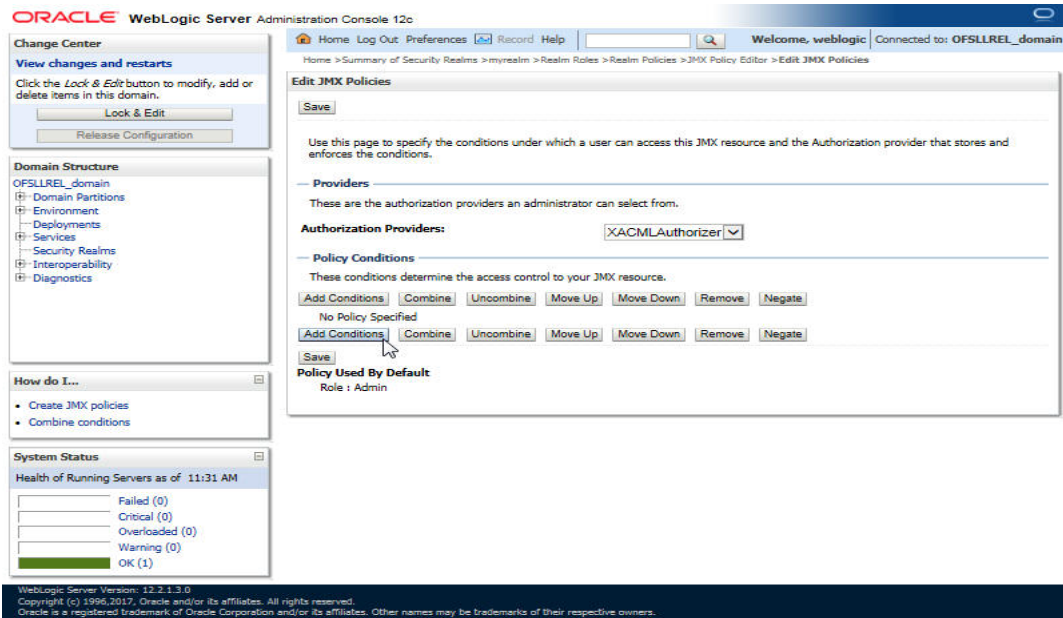 ORACLE WebLogic Server Administration Console 12c
Change Center
View changes and restarts
Click the Lock & Edit button to modify, add or
delete items in this domain.
Lock & Edit
Release Configuration
Domain Structure
OFSLLREL_domain
Domain Partitions
Environment
Deployments
Services
Security Realms
Interoperability
Diagnostics
How do I...
Create JMX policies
Combine conditions
System Status
Health of Running Servers as of 11:31 AM
Failed (0)
Critical (0)
Overloaded (0)
Warning (0)
OK (1)
Home Log Out Preferences Record Help
Welcome, weblogic Connected to: OFSLLREL_domain
Home >Summary of Security Realms >myrealm >Realm Roles >Realm Policies >JMX Policy Editor >Edit JMX Policies
Edit JMX Policies
Save
Use this page to specify the conditions under which a user can access this JMX resource and the Authorization provider that stores and
enforces the conditions.
Providers
These are the authorization providers an administrator can select from.
Authorization Providers: XACMLAuthorizer
Policy Conditions
These conditions determine the access control to your JMX resource.
Add Conditions Combine Uncombine Move Up Move Down Remove Negate
No Policy Specified
Add Conditions Combine Uncombine Move Up Move Down Remove Negate
Save
Policy Used By Default
Role : Admin
WebLogic Server Version: 12.2.1.3.0
Copyright (c) 1996,2017, Oracle and/or its affiliates. All rights reserved.
Oracle is a registered trademark of Oracle Corporation and/or its affiliates. Other names may be trademarks of their respective owners.